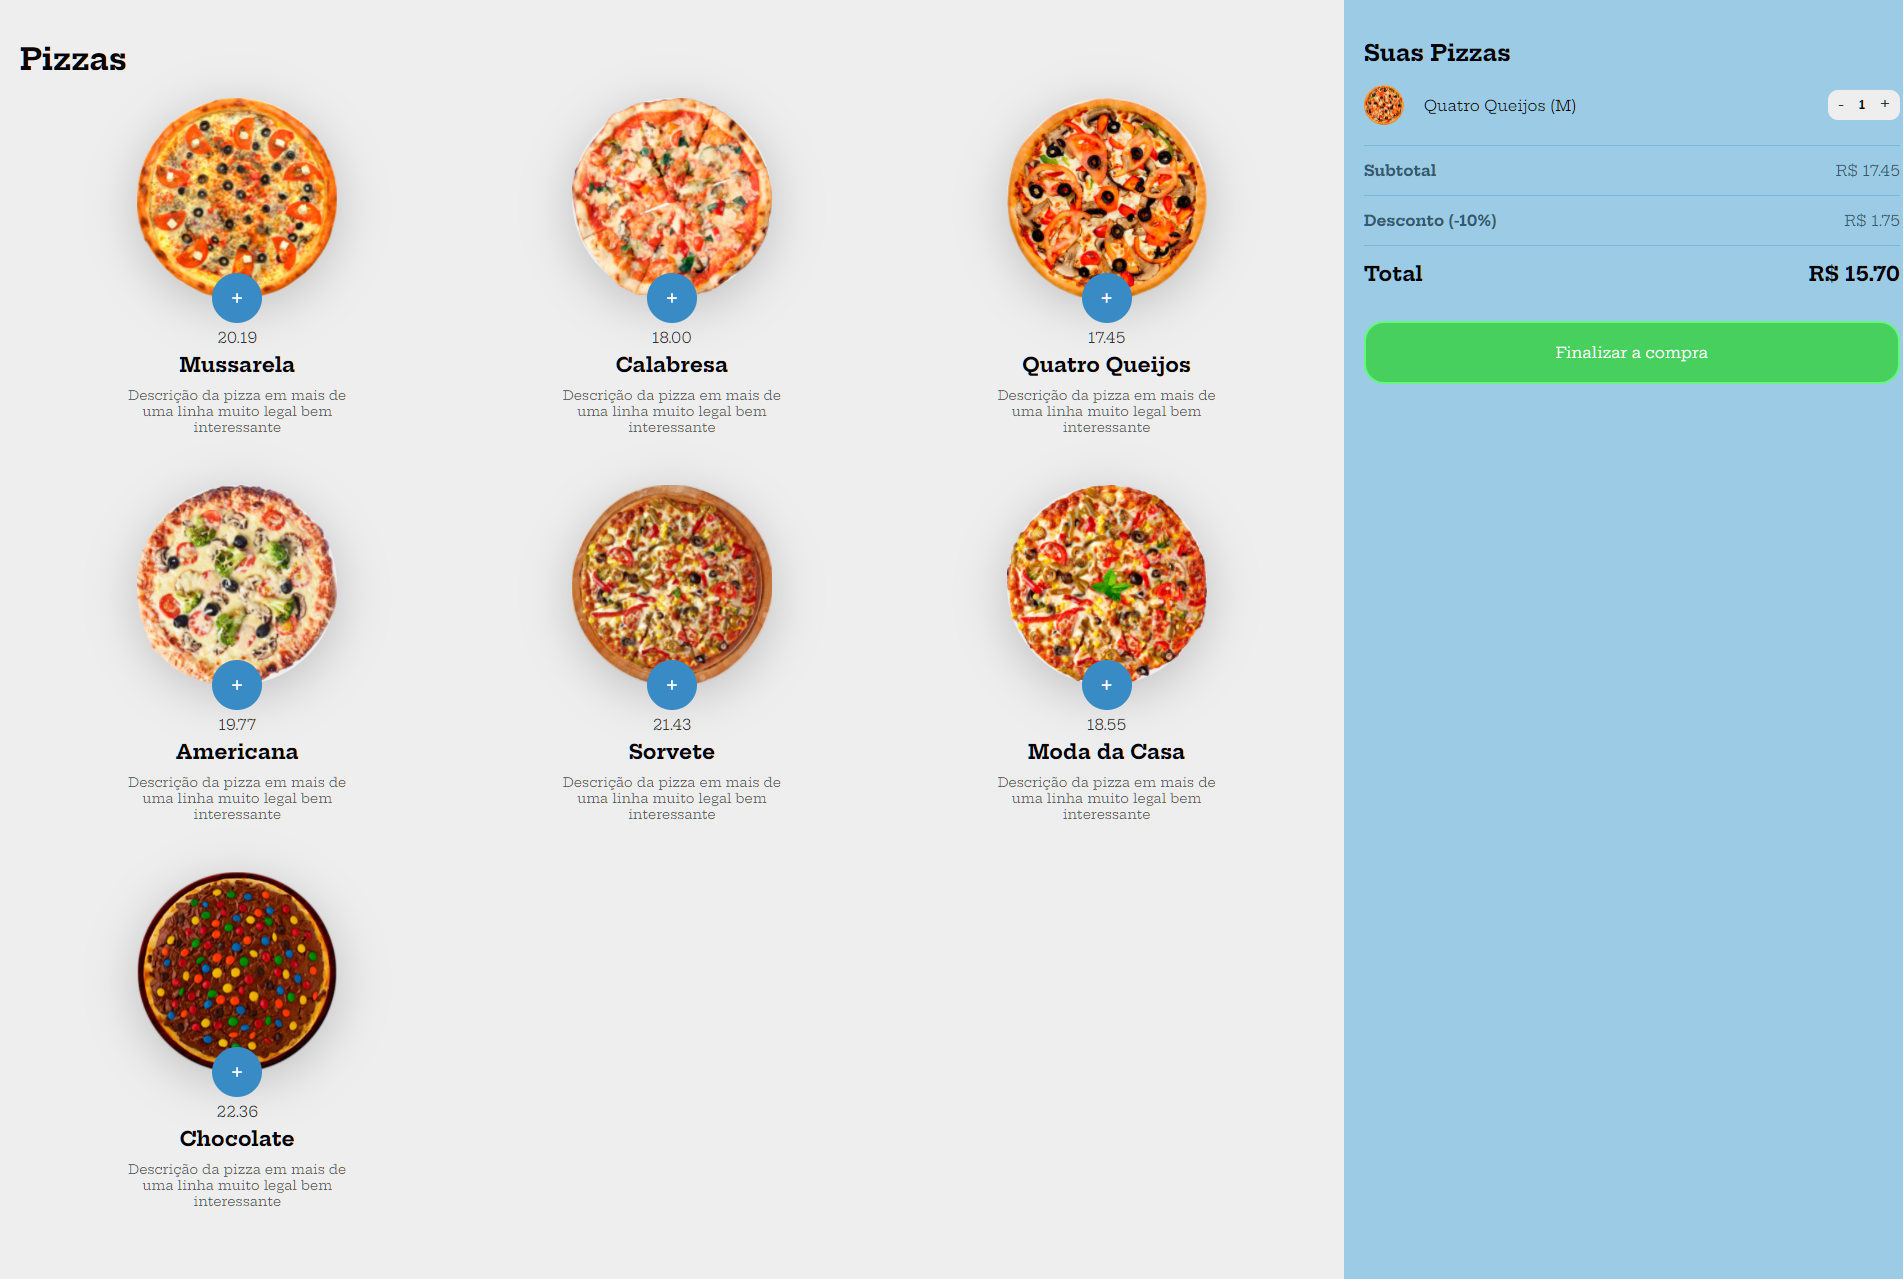 Pizzas
+
20.19
Mussarela
Descrição da pizza em mais de
uma linha muito legal bem
interessante
+
18.00
Calabresa
Descrição da pizza em mais de
uma linha muito legal bem
interessante
+
17.45
Quatro Queijos
Descrição da pizza em mais de
uma linha muito legal bem
interessante
+
19.77
Americana
Descrição da pizza em mais de
uma linha muito legal bem
interessante
+
21.43
Sorvete
Descrição da pizza em mais de
uma linha muito legal bem
interessante
+
18.55
Moda da Casa
Descrição da pizza em mais de
uma linha muito legal bem
interessante
+
22.36
Chocolate
Descrição da pizza em mais de
uma linha muito legal bem
interessante
Suas Pizzas
Quatro Queijos (M) - 1 +
Subtotal R$ 17.45
Desconto (-10%) R$ 1.75
Total R$ 15.70
Finalizar a compra